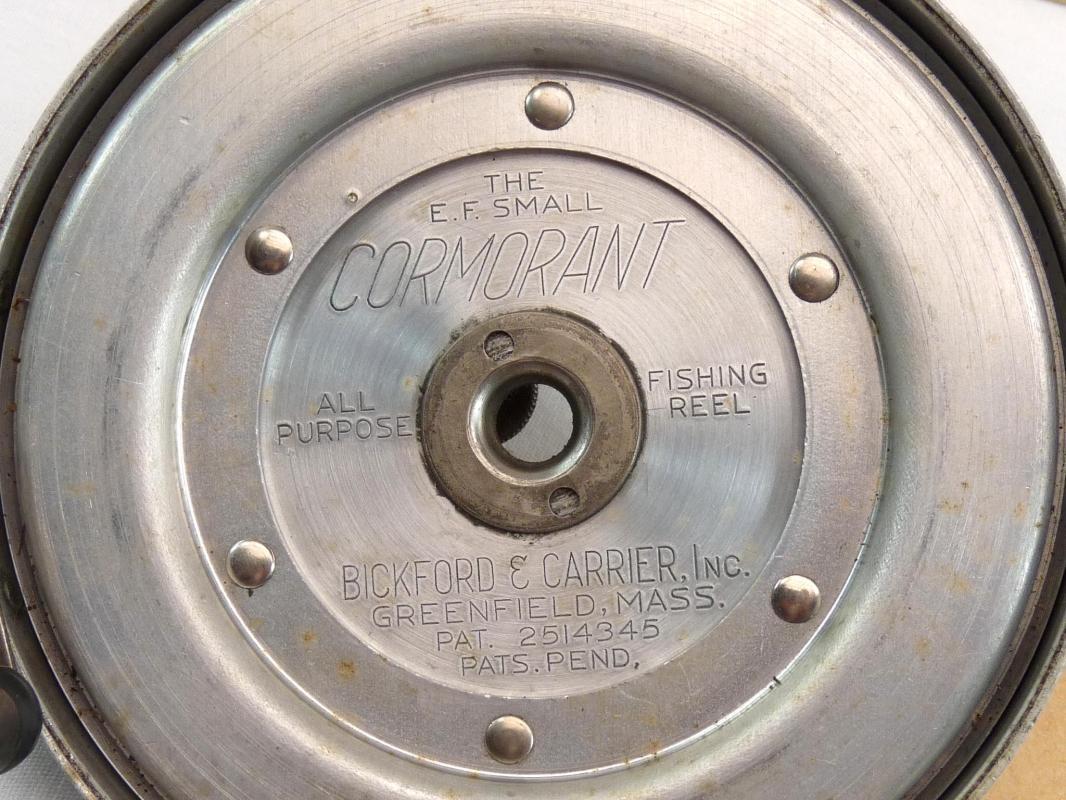 THE
E.F. SMALL
CORMORANT
ALL
PURPOSE
FISHING
REEL
BICKFORD & CARRIER, INC.
GREENFIELD, MASS.
PAT. 2514345
PATS. PEND.